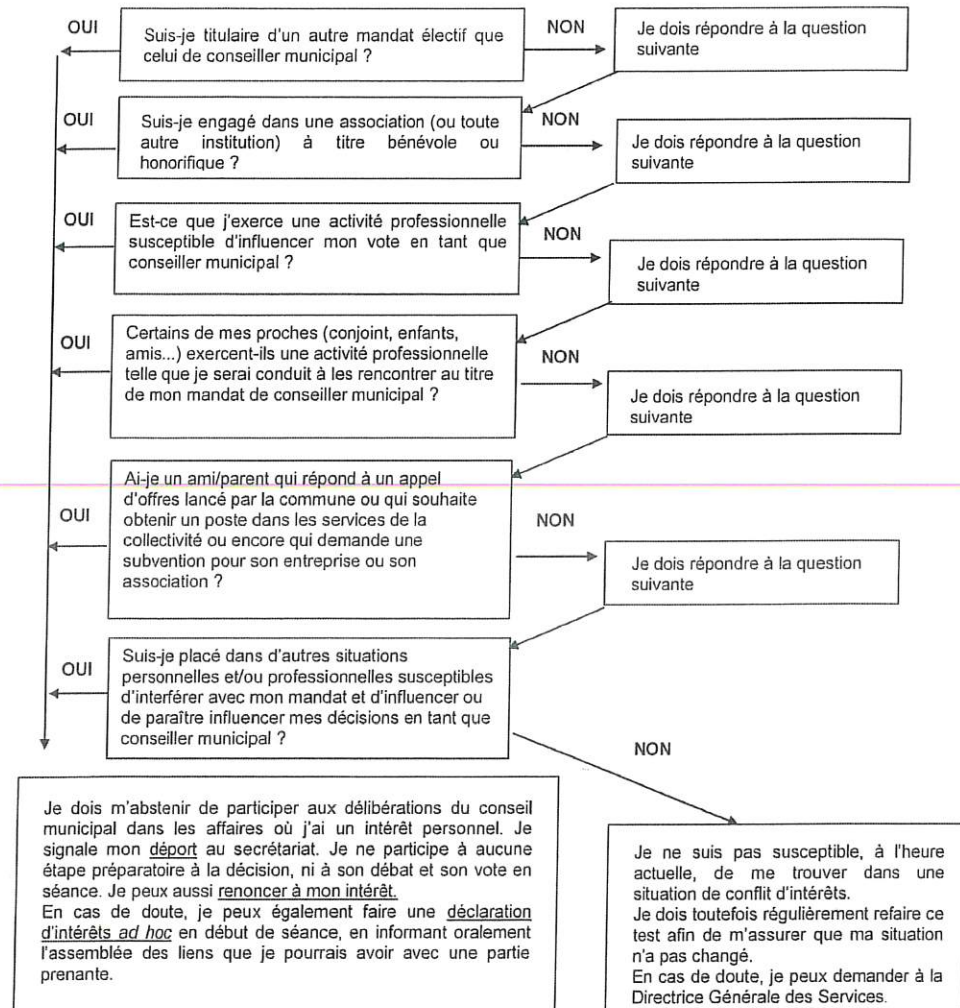 OUI
Suis-je titulaire d'un autre mandat électif que
celui de conseiller municipal ?
NON
Je dois répondre à la question
suivante
OUI
Suis-je engagé dans une association (ou toute
autre institution) à titre bénévole ou
honorifique ?
NON
Je dois répondre à la question
suivante
OUI
Est-ce que j'exerce une activité professionnelle
susceptible d'influencer mon vote en tant que
conseiller municipal ?
NON
Je dois répondre à la question
suivante
OUI
Certains de mes proches (conjoint, enfants,
amis...) exercent-ils une activité professionnelle
telle que je serai conduit à les rencontrer au titre
de mon mandat de conseiller municipal ?
NON
Je dois répondre à la question
suivante
OUI
Ai-je un ami/parent qui répond à un appel
d'offres lancé par la commune ou qui souhaite
obtenir un poste dans les services de la
collectivité ou encore qui demande une
subvention pour son entreprise ou son
association ?
NON
Je dois répondre à la question
suivante
OUI
Suis-je placé dans d'autres situations
personnelles et/ou professionnelles susceptibles
d'interférer avec mon mandat et d'influencer ou
de paraître influencer mes décisions en tant que
conseiller municipal ?
NON
Je dois m'abstenir de participer aux délibérations du conseil
municipal dans les affaires où j'ai un intérêt personnel. Je
signale mon déport au secrétariat. Je ne participe à aucune
étape préparatoire à la décision, ni à son débat et son vote en
séance. Je peux aussi renoncer à mon intérêt.
En cas de doute, je peux également faire une déclaration
d'intérêts ad hoc en début de séance, en informant oralement
l'assemblée des liens que je pourrais avoir avec une partie
prenante.
Je ne suis pas susceptible, à l'heure
actuelle, de me trouver dans une
situation de conflit d'intérêts.
Je dois toutefois régulièrement refaire ce
test afin de m'assurer que ma situation
n'a pas changé.
En cas de doute, je peux demander à la
Directrice Générale des Services.